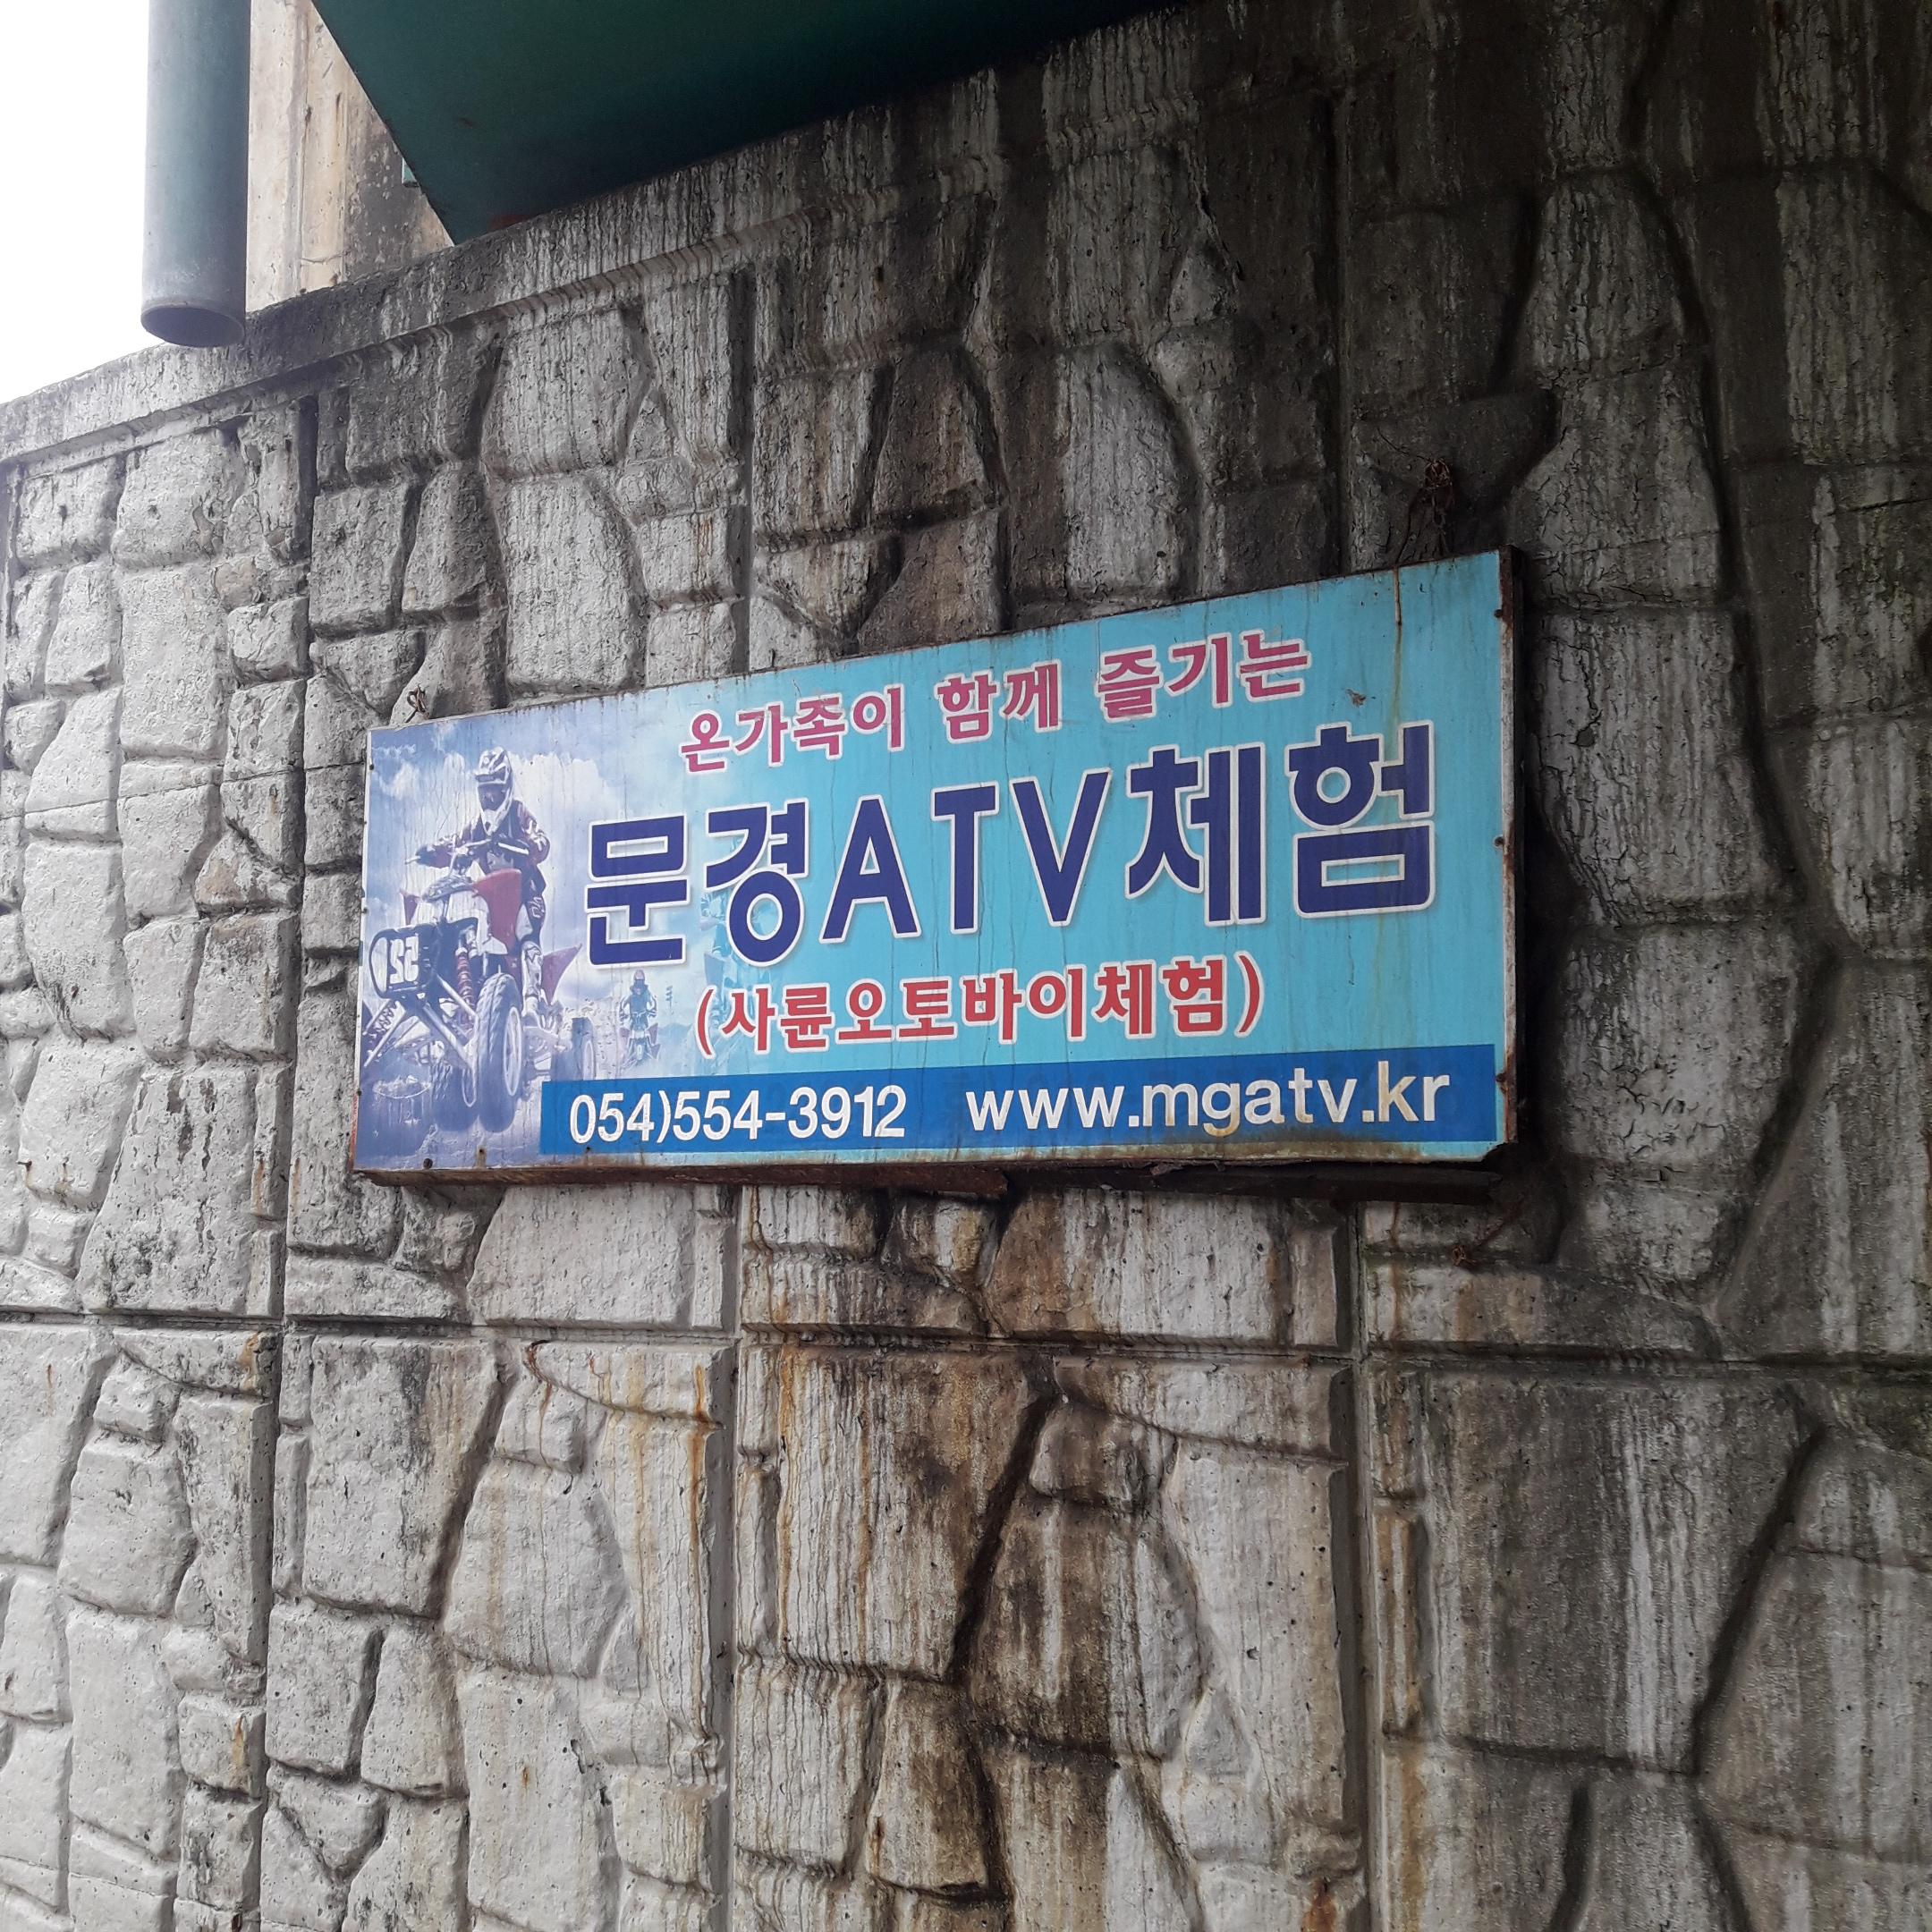 온가족이 함께 즐기는
문경ATV체험
(사륜오토바이체험)
054)554-3912 www.mgatv.kr
52